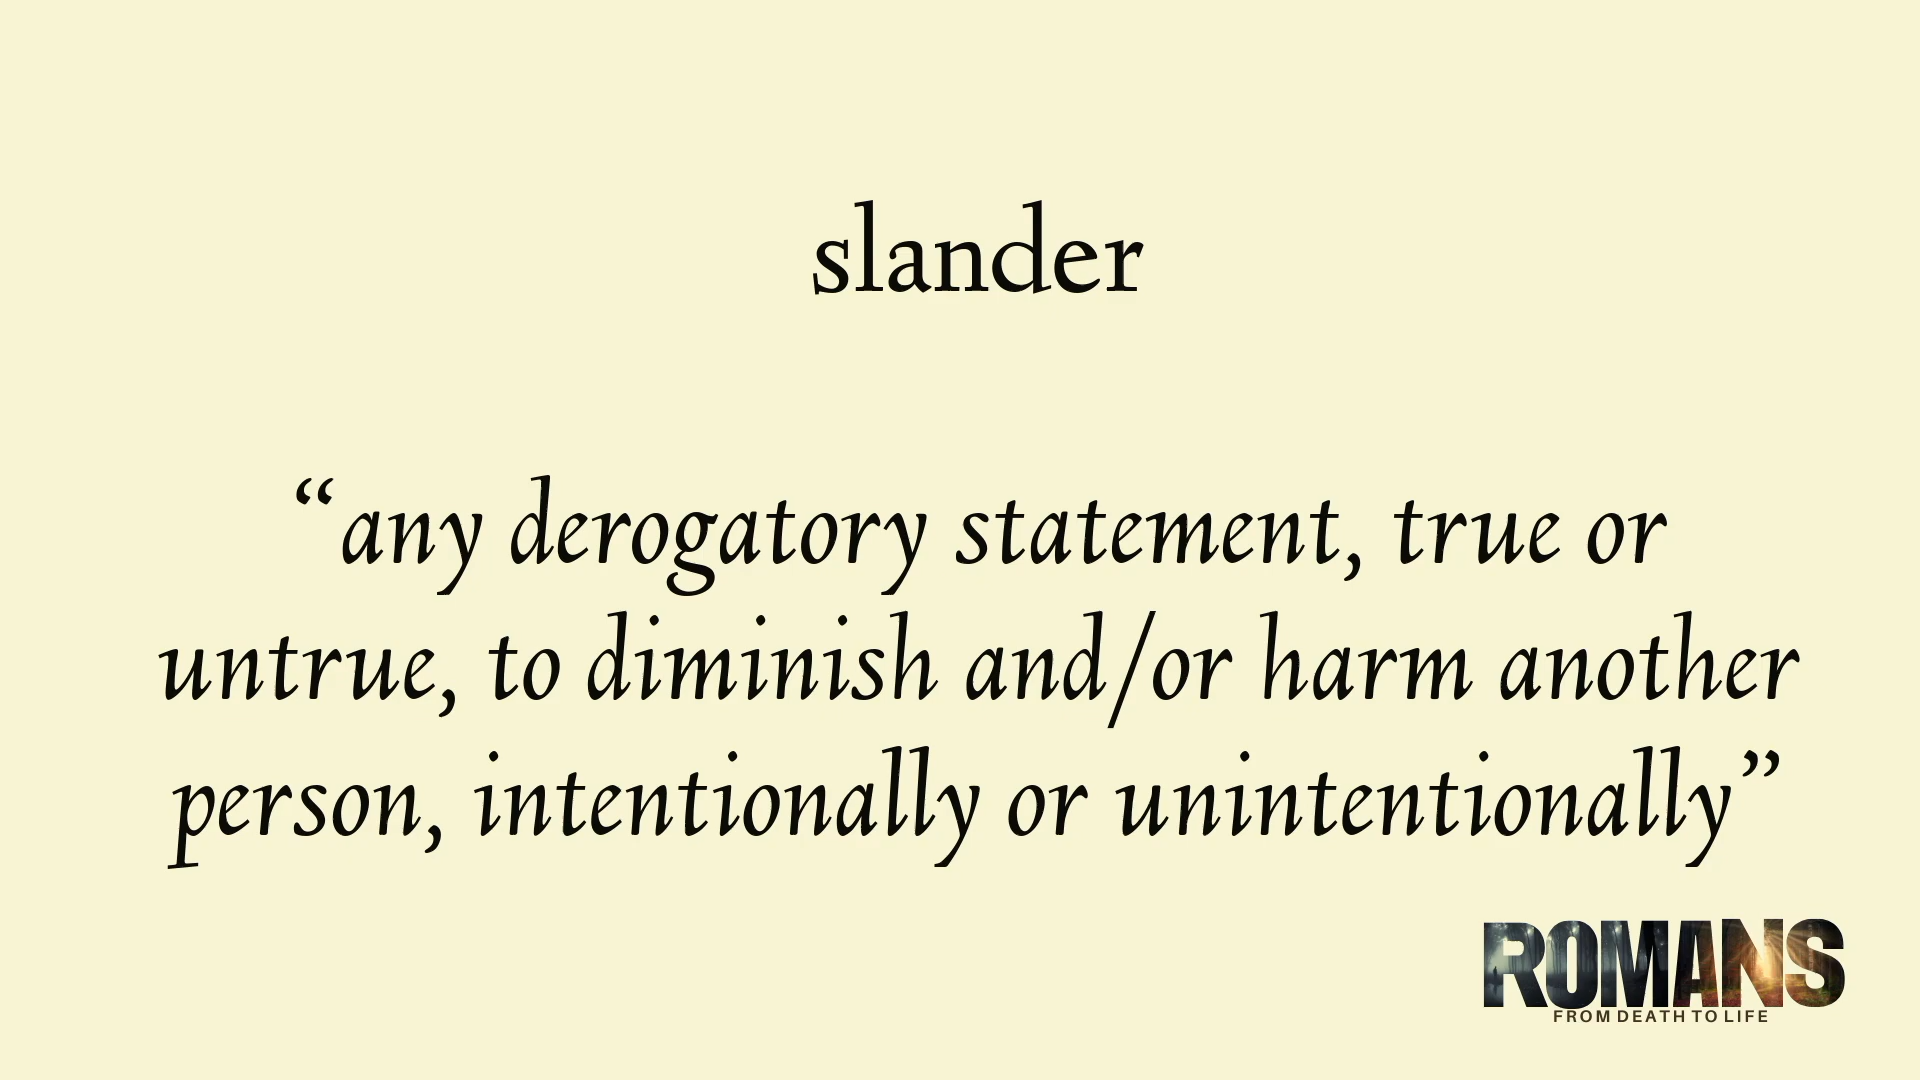 slander
“any derogatory statement, true or
untrue, to diminish and/or harm another
person, intentionally or unintentionally”
ROMANS
FROM DEATH TO LIFE